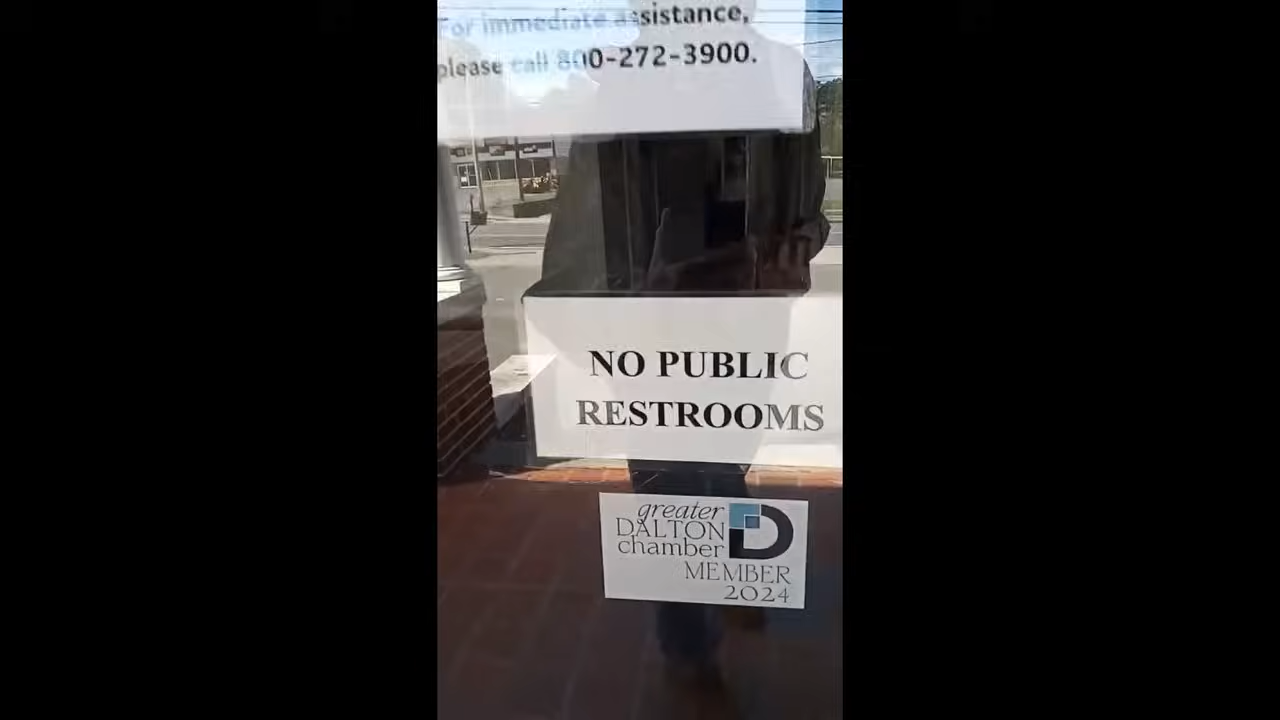 For immediate assistance,
please call 800-272-3900.
NO PUBLIC
RESTROOMS
greater
DALTON
chamber
D
MEMBER
2024